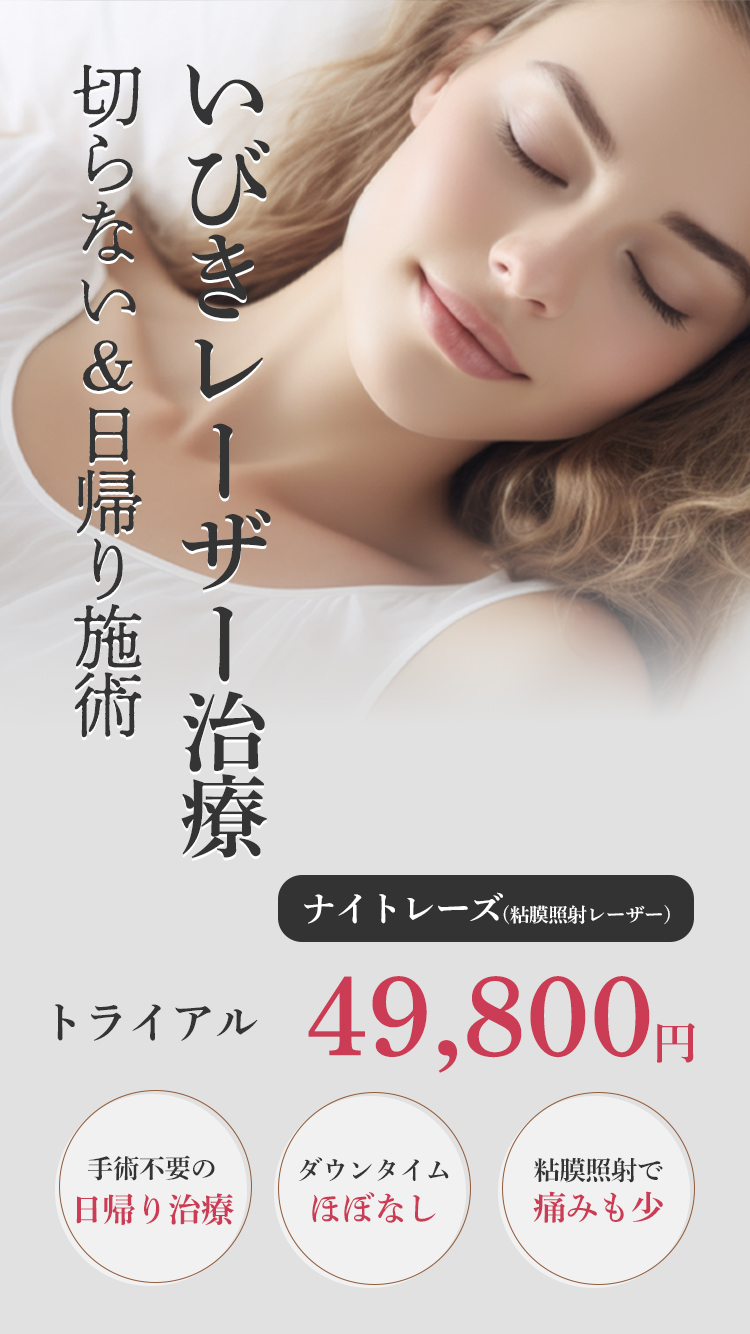 いびきレーザー治療
切らない&日帰り施術
ナイトレーズ(粘膜照射レーザー)
トライアル 49,800円
手術不要の
日帰り治療
ダウンタイム
ほぼなし
粘膜照射で
痛みも少